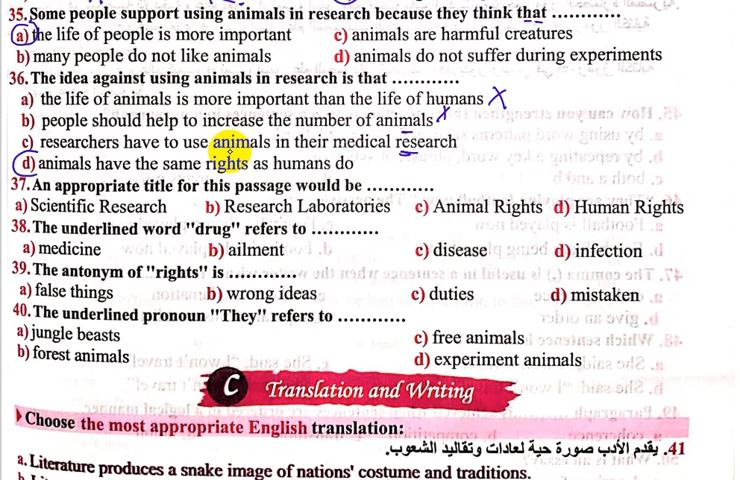 35. Some people support using animals in research because they think that ............
a) the life of people is more important c) animals are harmful creatures
b) many people do not like animals d) animals do not suffer during experiments
36. The idea against using animals in research is that ............
a) the life of animals is more important than the life of humans X
b) people should help to increase the number of animals X
c) researchers have to use animals in their medical research
d) animals have the same rights as humans do
37. An appropriate title for this passage would be ............
a) Scientific Research b) Research Laboratories c) Animal Rights d) Human Rights
38. The underlined word "drug" refers to ............
a) medicine b) ailment c) disease d) infection
39. The antonym of "rights" is ............
a) false things b) wrong ideas c) duties d) mistaken
40. The underlined pronoun "They" refers to ............
a) jungle beasts c) free animals
b) forest animals d) experiment animals
C Translation and Writing
Choose the most appropriate English translation:
41. يقدم الأدب صورة حية لعادات وتقاليد الشعوب.
a. Literature produces a snake image of nations' costume and traditions.